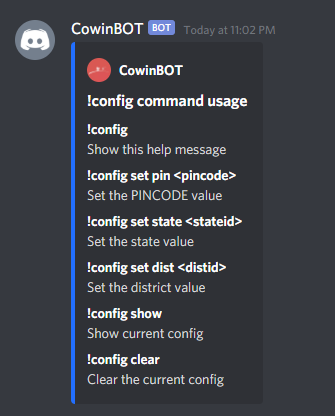 CowinBOT BOT Today at 11:02 PM
CowinBOT
!config command usage
!config
Show this help message
!config set pin <pincode>
Set the PINCODE value
!config set state <stateid>
Set the state value
!config set dist <distid>
Set the district value
!config show
Show current config
!config clear
Clear the current config